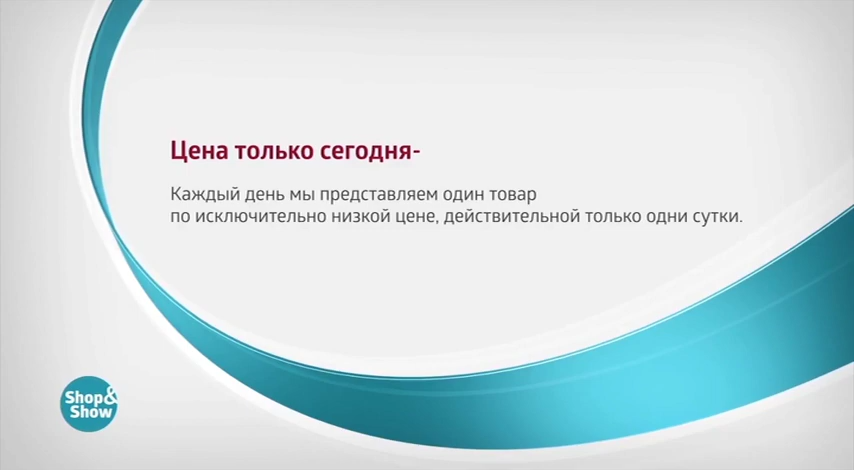 Цена только сегодня-
Каждый день мы представляем один товар
по исключительно низкой цене, действительной только одни сутки.
Shop&
Show